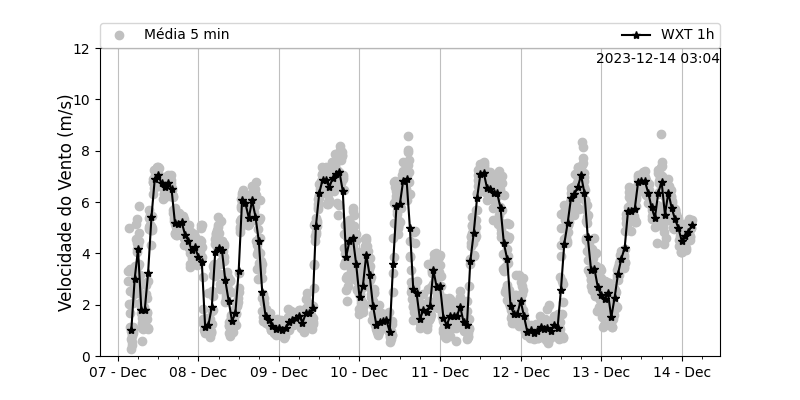 Média 5 min
WXT 1h
2023-12-14 03:04
Velocidade do Vento (m/s)
12
10
8
6
4
2
0
07 - Dec
08 - Dec
09 - Dec
10 - Dec
11 - Dec
12 - Dec
13 - Dec
14 - Dec